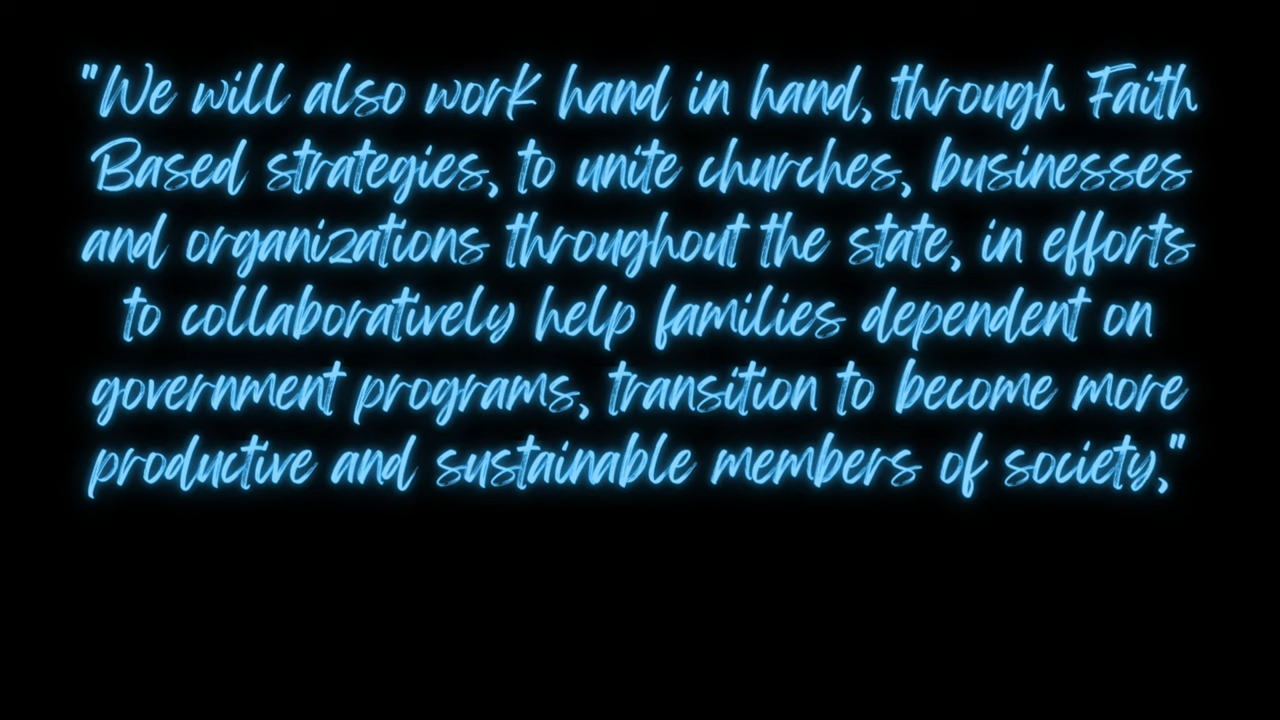 "We will also work hand in hand, through Faith
Based strategies, to unite churches, businesses
and organizations throughout the state, in efforts
to collaboratively help families dependent on
government programs, transition to become more
productive and sustainable members of society,"